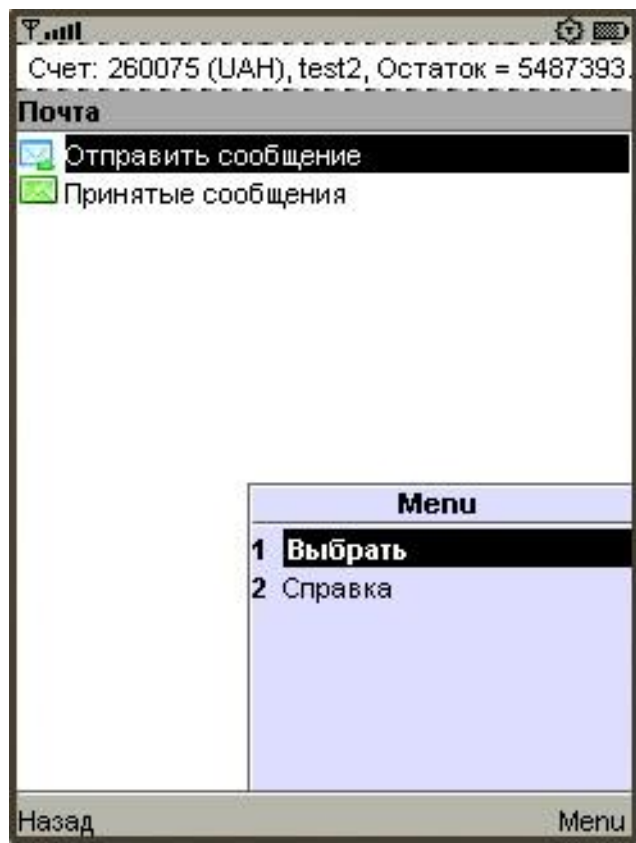 Счет: 260075 (UAH), test2, Остаток = 5487393.
Почта
Отправить сообщение
Принятые сообщения
Menu
1 Выбрать
2 Справка
Назад Menu